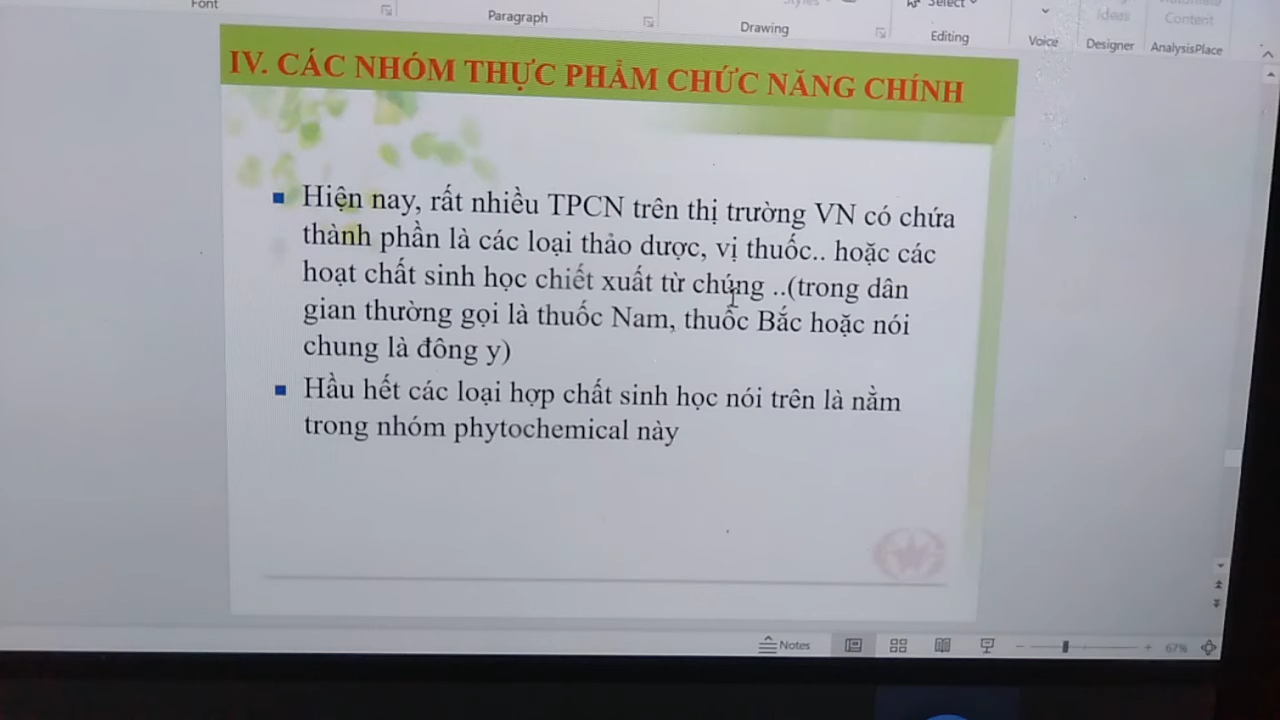 Font
Paragraph
Drawing
Select
Editing
Voice
Ideas
Designer
Content
AnalysisPlace
IV. CÁC NHÓM THỰC PHẨM CHỨC NĂNG CHÍNH
Hiện nay, rất nhiều TPCN trên thị trường VN có chứa
thành phần là các loại thảo dược, vị thuốc.. hoặc các
hoạt chất sinh học chiết xuất từ chúng ..(trong dân
gian thường gọi là thuốc Nam, thuốc Bắc hoặc nói
chung là đông y)
Hầu hết các loại hợp chất sinh học nói trên là nằm
trong nhóm phytochemical này
Notes
67%